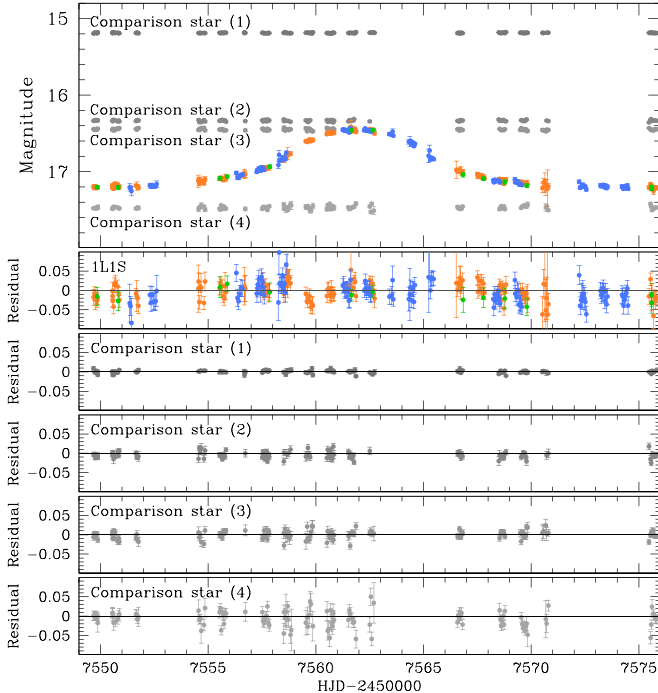 15
Comparison star (1)
16
Comparison star (2)
Comparison star (3)
17
Comparison star (4)
Magnitude
1L1S
0.05
0
−0.05
Residual
Comparison star (1)
0.05
0
−0.05
Residual
Comparison star (2)
0.05
0
−0.05
Residual
Comparison star (3)
0.05
0
−0.05
Residual
Comparison star (4)
0.05
0
−0.05
Residual
7550 7555 7560 7565 7570 7575
HJD−2450000